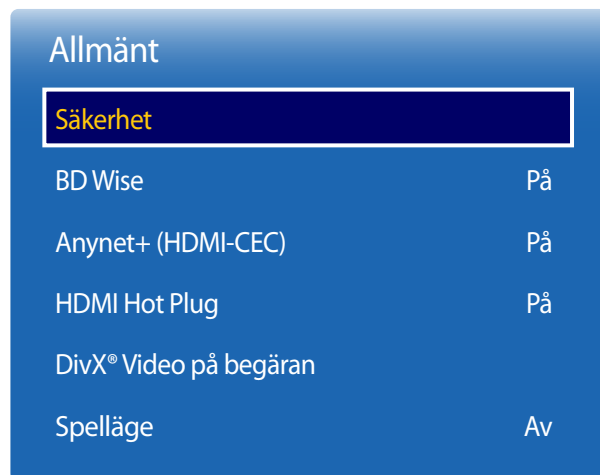 Allmänt
Säkerhet
BD Wise På
Anynet+ (HDMI-CEC) På
HDMI Hot Plug På
DivX® Video på begäran
Spelläge Av